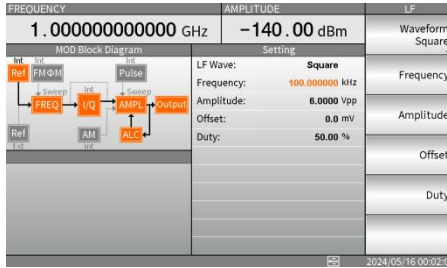 FREQUENCY AMPLITUDE LF
1.000000000000 GHz −140.00 dBm
MOD Block Diagram Setting
Waveform
Square
Int Int Int
Ref FMΦM Pulse
Sweep Int Sweep
FREQ I/Q AMPL Output
Ref AM ALC
Ext Int
LF Wave: Square
Frequency: 100.000000 kHz
Amplitude: 6.0000 Vpp
Offset: 0.0 mV
Duty: 50.00 %
Frequency
Amplitude
Offset
Duty
2024/05/16 00:02:0